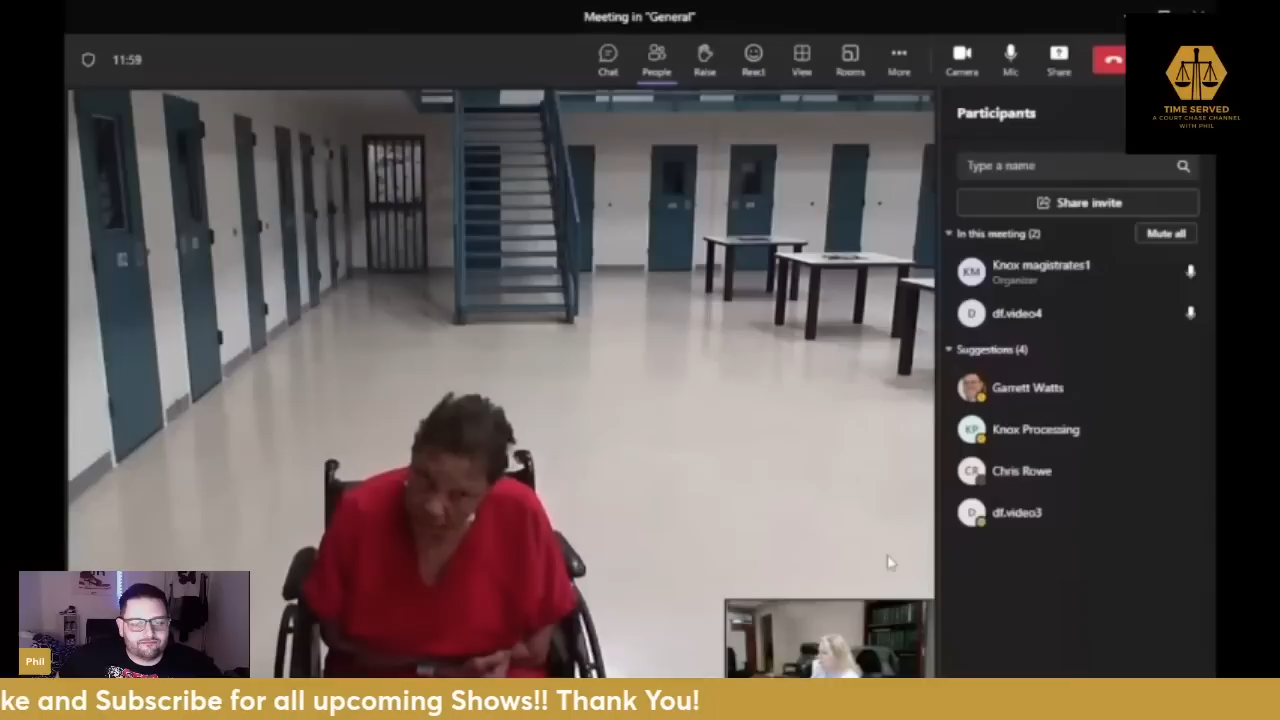 Meeting in "General"
11:59
Chat
People
Raise
React
View
Rooms
More
Camera
Mic
Share
TIME SERVED
A COURT CHASE CHANNEL
WITH PHIL
Participants
Type a name
Share invite
In this meeting (2)
Mute all
KM
Knox magistrates1
Organizer
D
df.video4
Suggestions (4)
Garrett Watts
KP
Knox Processing
CR
Chris Rowe
D
df.video3
Phil
ke and Subscribe for all upcoming Shows!! Thank You!